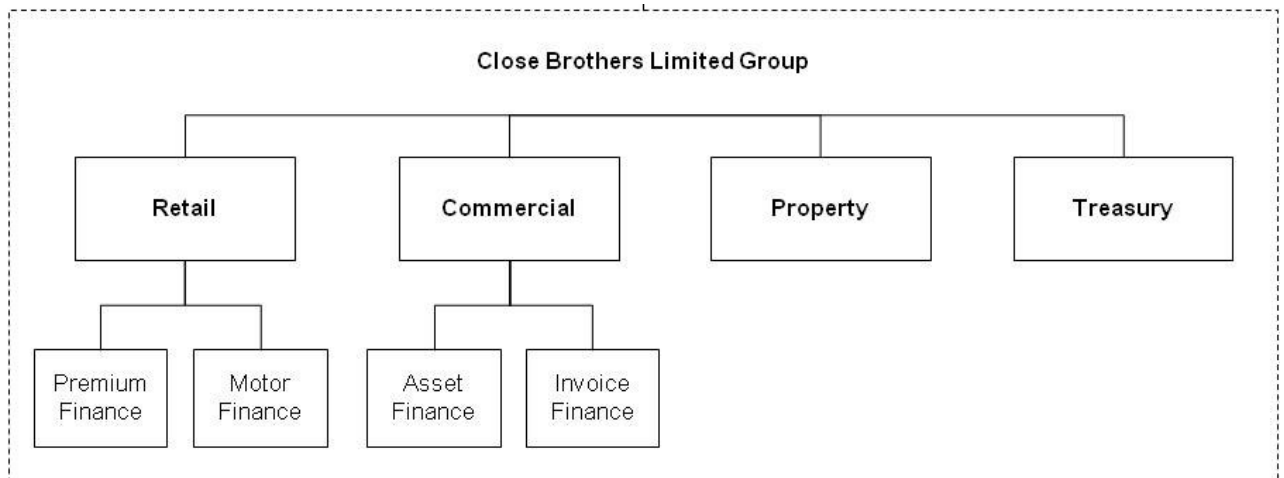 Close Brothers Limited Group
Retail
Commercial
Property
Treasury
Premium
Finance
Motor
Finance
Asset
Finance
Invoice
Finance